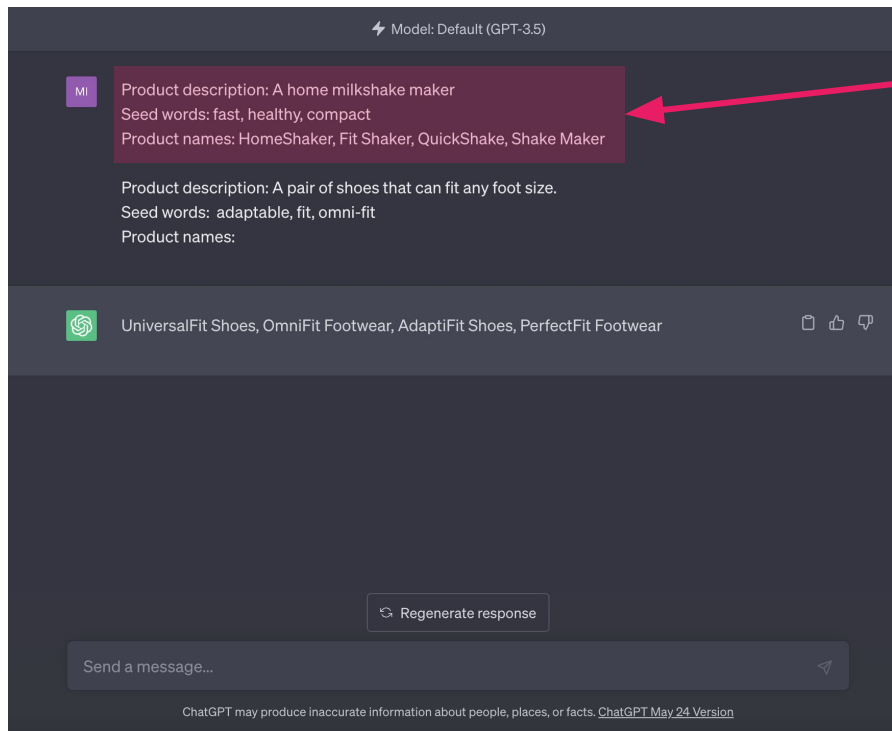 Model: Default (GPT-3.5)
MI
Product description: A home milkshake maker
Seed words: fast, healthy, compact
Product names: HomeShaker, Fit Shaker, QuickShake, Shake Maker
Product description: A pair of shoes that can fit any foot size.
Seed words: adaptable, fit, omni-fit
Product names:
UniversalFit Shoes, OmniFit Footwear, AdaptiFit Shoes, PerfectFit Footwear
Regenerate response
Send a message...
ChatGPT may produce inaccurate information about people, places, or facts. ChatGPT May 24 Version